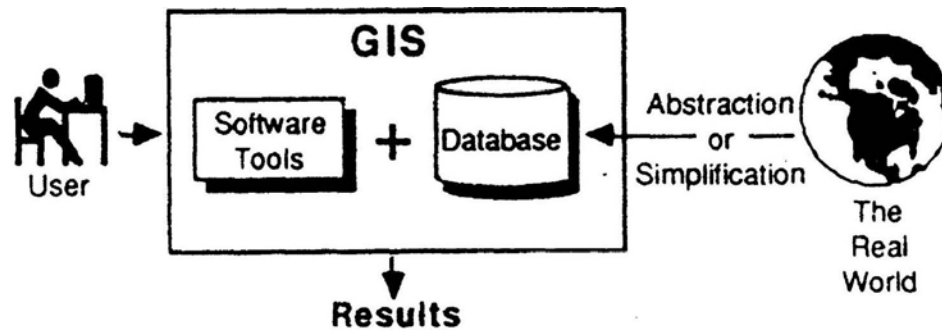 GIS
Software
Tools
+
Database
User
Abstraction
or
Simplification
The
Real
World
Results